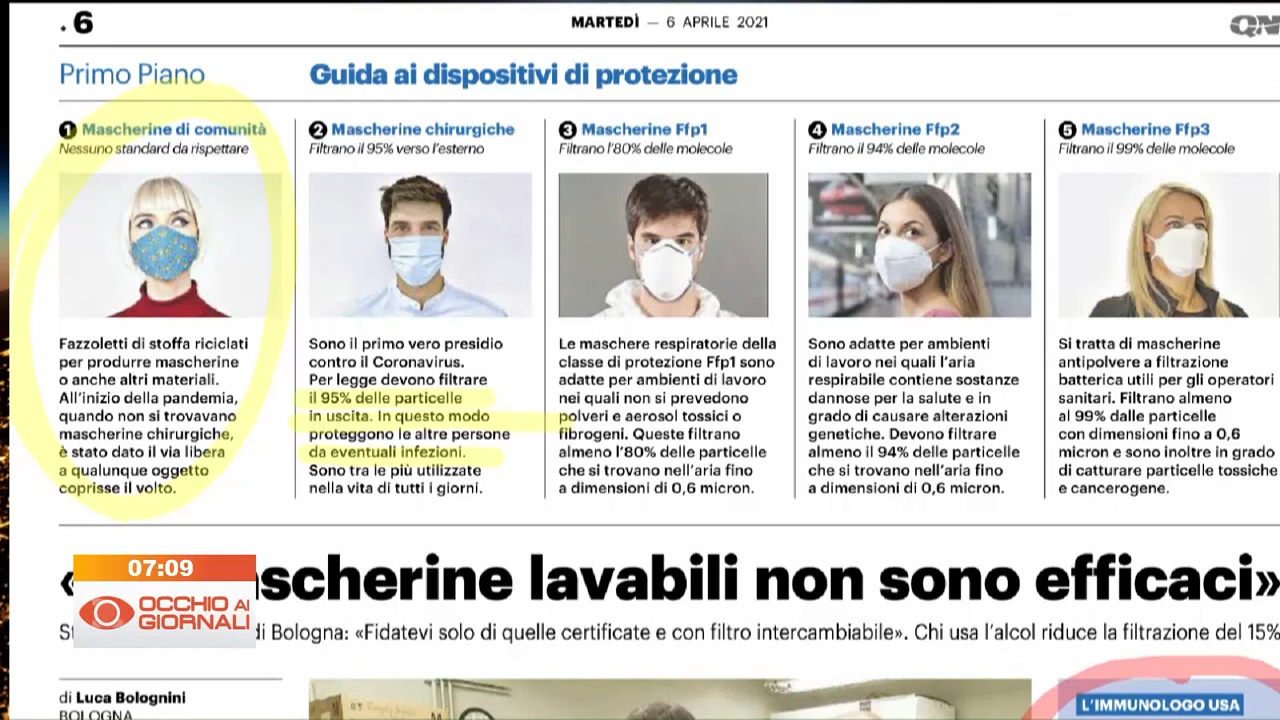 6
MARTEDÌ — 6 APRILE 2021
QN
Primo Piano
Guida ai dispositivi di protezione
1 Mascherine di comunità
Nessuno standard da rispettare
Fazzoletti di stoffa riciclati
per produrre mascherine
o anche altri materiali.
All'inizio della pandemia,
quando non si trovavano
mascherine chirurgiche,
è stato dato il via libera
a qualunque oggetto
coprisse il volto.
2 Mascherine chirurgiche
Filtrano il 95% verso l'esterno
Sono il primo vero presidio
contro il Coronavirus.
Per legge devono filtrare
il 95% delle particelle
in uscita. In questo modo
proteggono le altre persone
da eventuali infezioni.
Sono tra le più utilizzate
nella vita di tutti i giorni.
3 Mascherine Ffp1
Filtrano l'80% delle molecole
Le maschere respiratorie della
classe di protezione Ffp1 sono
adatte per ambienti di lavoro
nei quali non si prevedono
polveri e aerosol tossici o
fibrogeni. Queste filtrano
almeno l'80% delle particelle
che si trovano nell'aria fino
a dimensioni di 0,6 micron.
4 Mascherine Ffp2
Filtrano il 94% delle molecole
Sono adatte per ambienti
di lavoro nei quali l'aria
respirabile contiene sostanze
dannose per la salute e in
grado di causare alterazioni
genetiche. Devono filtrare
almeno il 94% delle particelle
che si trovano nell'aria fino
a dimensioni di 0,6 micron.
5 Mascherine Ffp3
Filtrano il 99% delle molecole
Si tratta di mascherine
antipolvere a filtrazione
batterica utili per gli operatori
sanitari. Filtrano almeno
al 99% dalle particelle
con dimensioni fino a 0,6
micron e sono inoltre in grado
di catturare particelle tossiche
e cancerogene.
« ascherine lavabili non sono efficaci»
St di Bologna: «Fidatevi solo di quelle certificate e con filtro intercambiabile». Chi usa l'alcol riduce la filtrazione del 15%
07:09
OCCHIO AI
GIORNALI
di Luca Bolognini
BOLOGNA
L'IMMUNOLOGO USA